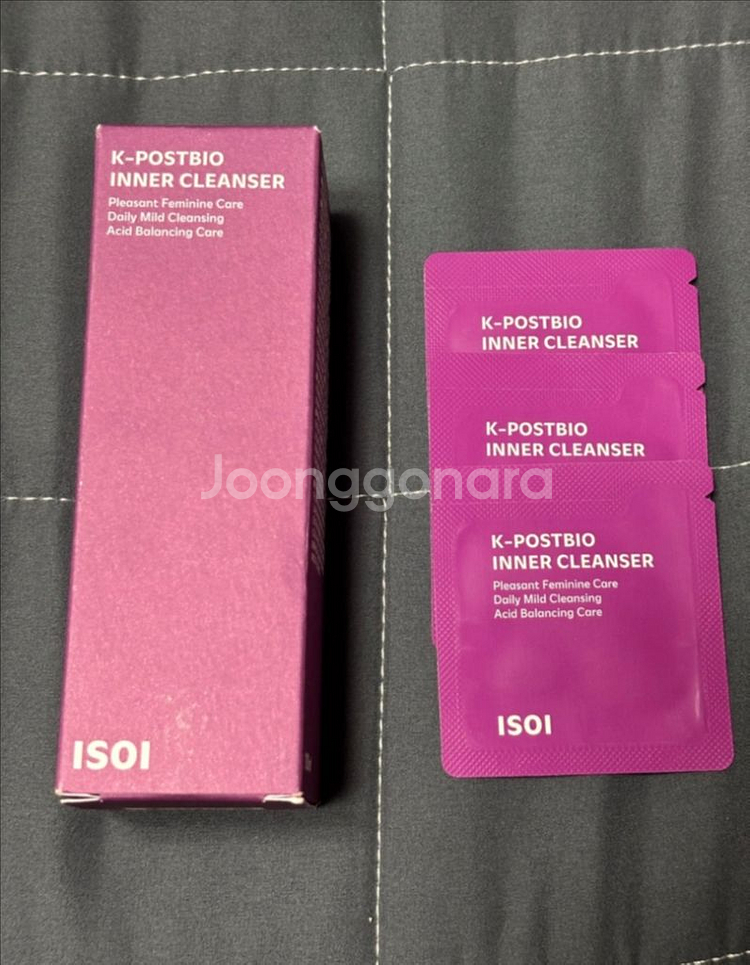 K-POSTBIO
INNER CLEANSER
Pleasant Feminine Care
Daily Mild Cleansing
Acid Balancing Care
ISOI
K-POSTBIO
INNER CLEANSER
K-POSTBIO
INNER CLEANSER
K-POSTBIO
INNER CLEANSER
Pleasant Feminine Care
Daily Mild Cleansing
Acid Balancing Care
ISOI
Joonggonara